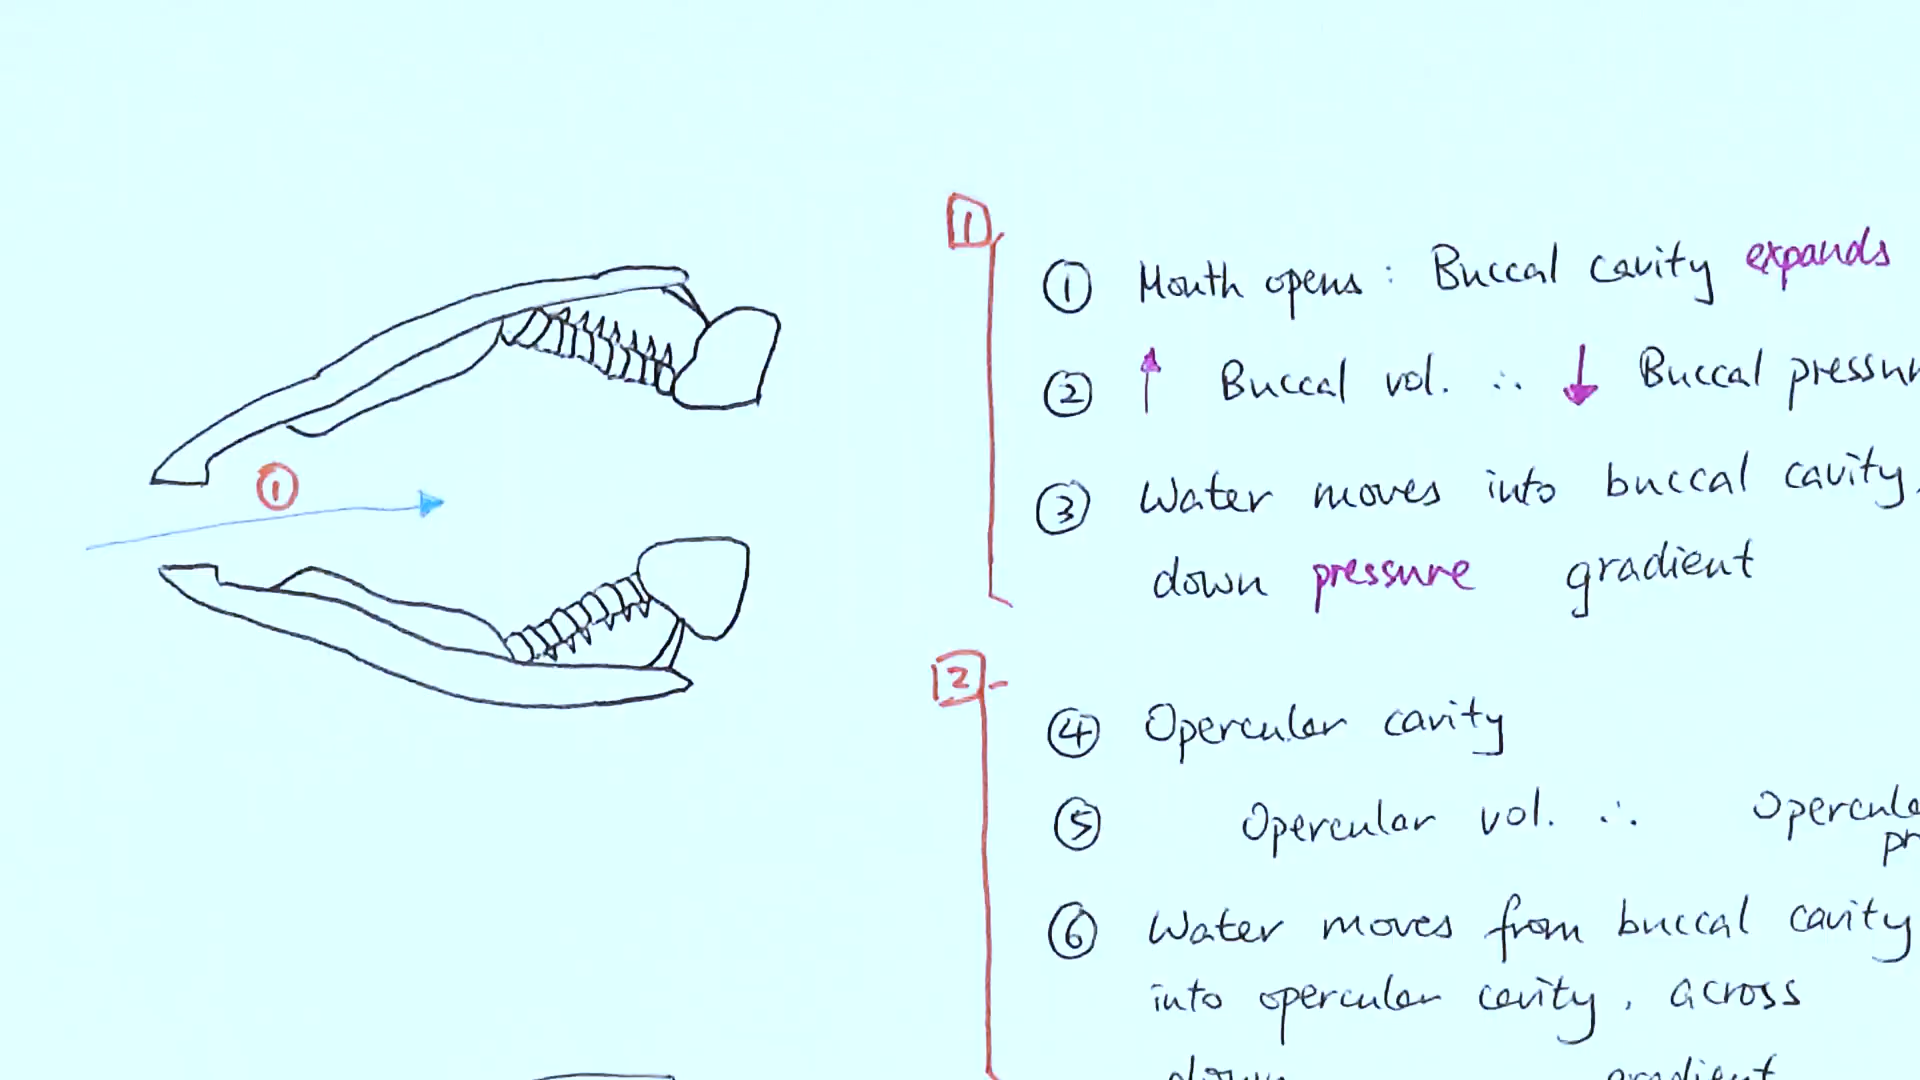 1
① Mouth opens : Buccal cavity expands
② ↑ Buccal vol. ∴ ↓ Buccal
①
③ Water moves into buccal cavity,
down pressure gradient
2
④ Opercular cavity
⑤ Opercular vol. ∴
⑥ Water moves from buccal cavity
into opercular cavity, across
down gradient